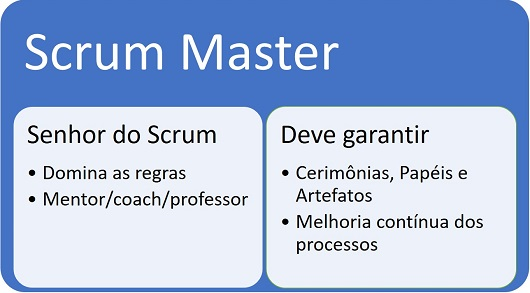 Scrum Master
Senhor do Scrum
• Domina as regras
• Mentor/coach/professor
Deve garantir
• Cerimônias, Papéis e
Artefatos
• Melhoria contínua dos
processos